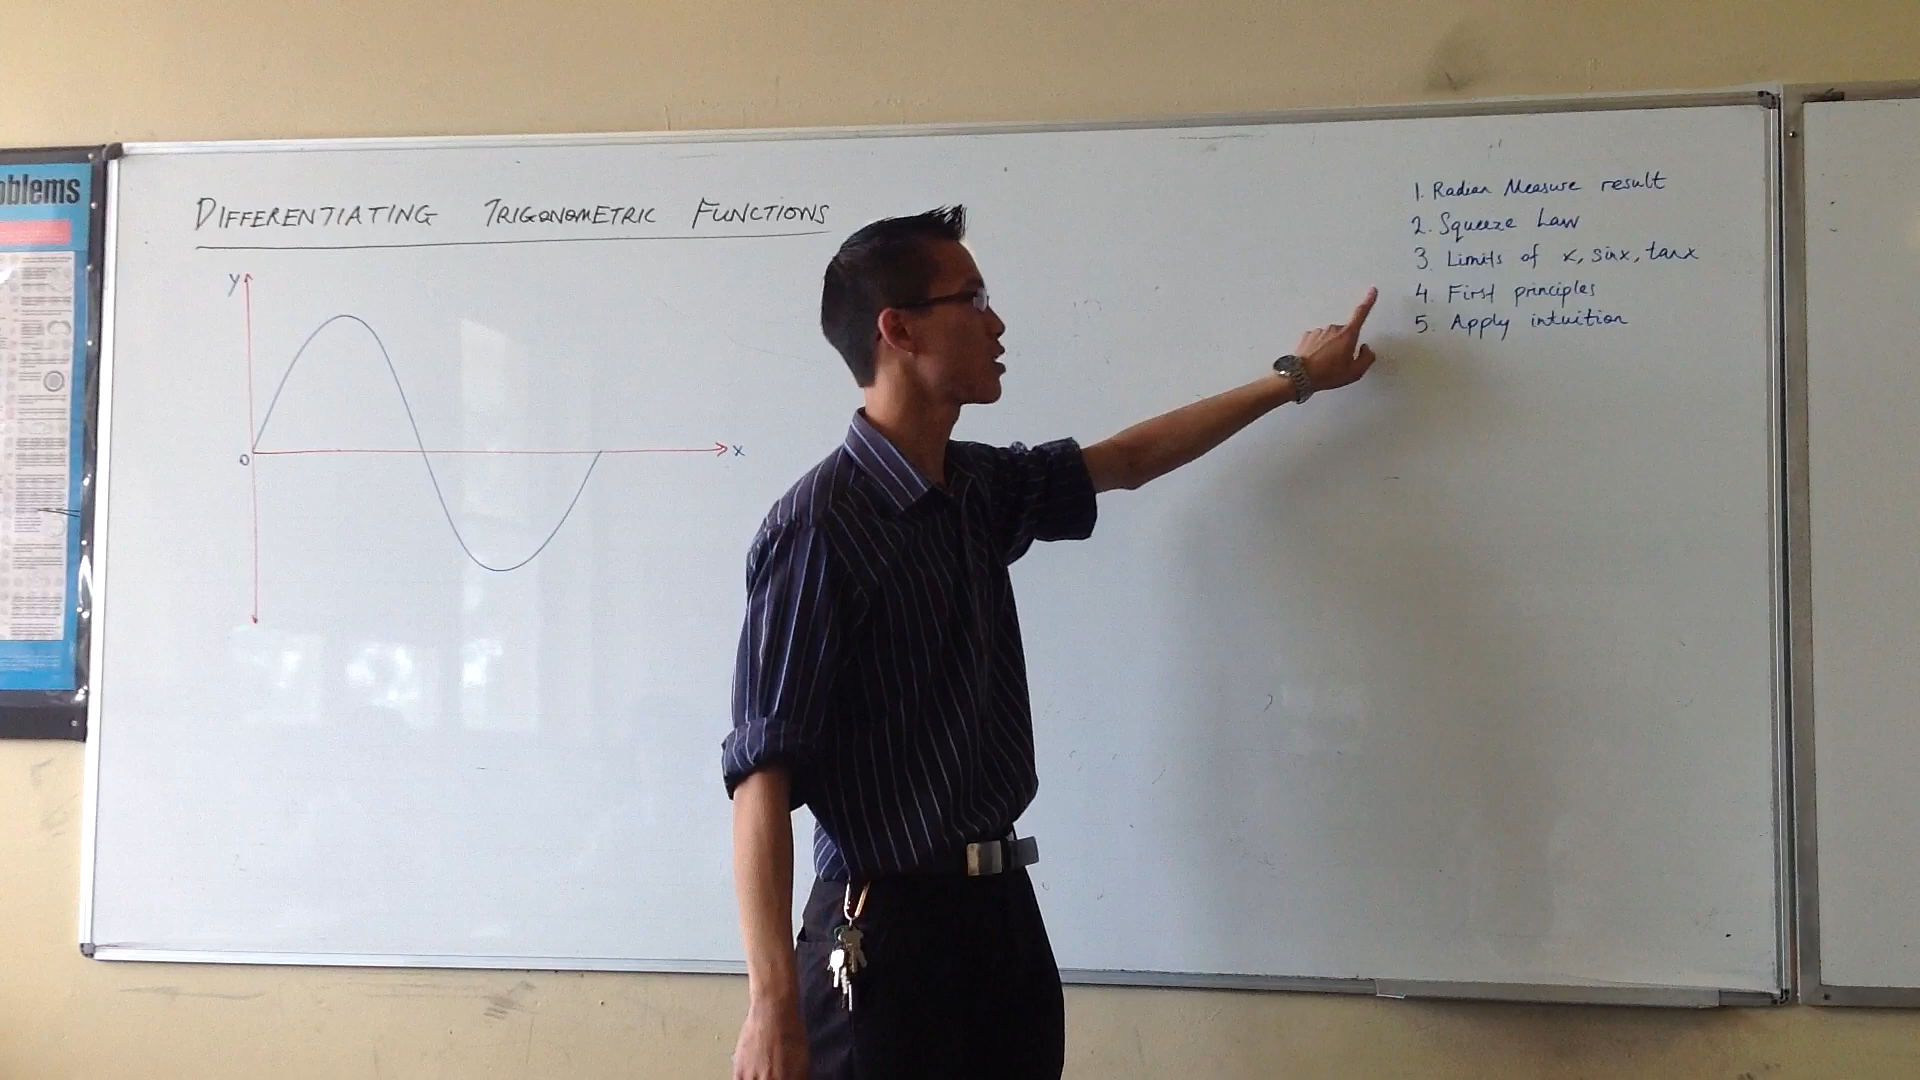 oblems
DIFFERENTIATING TRIGONOMETRIC FUNCTIONS
y
0
x
1. Radian Measure result
2. Squeeze Law
3. Limits of x, sinx, tanx
4. First principles
5. Apply intuition